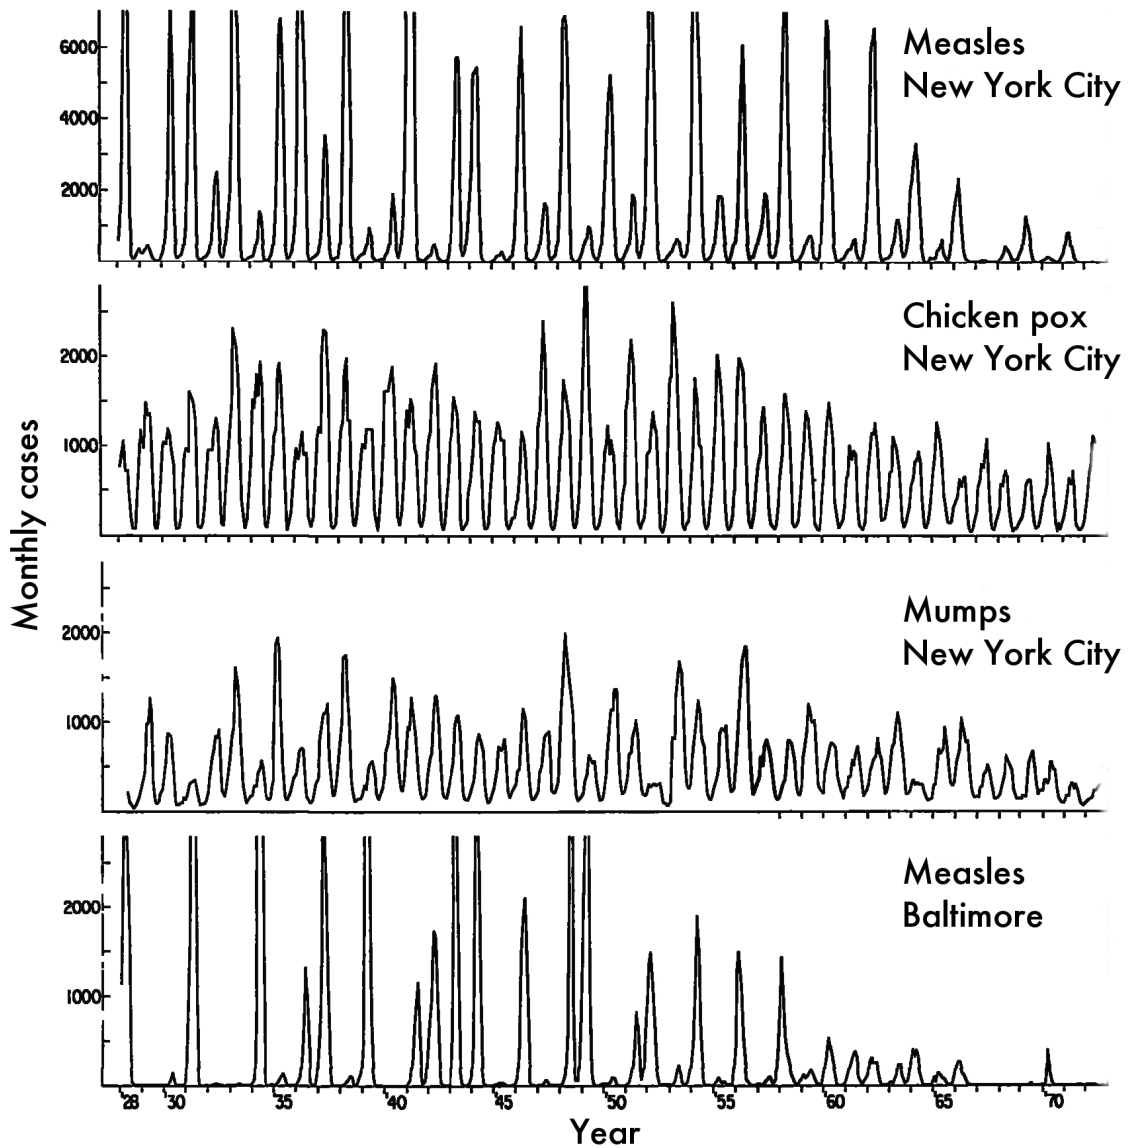 6000
4000
2000
Measles
New York City
2000
1000
Chicken pox
New York City
Monthly cases
2000
1000
Mumps
New York City
2000
1000
Measles
Baltimore
28 30 35 40 45 50 55 60 65 70
Year